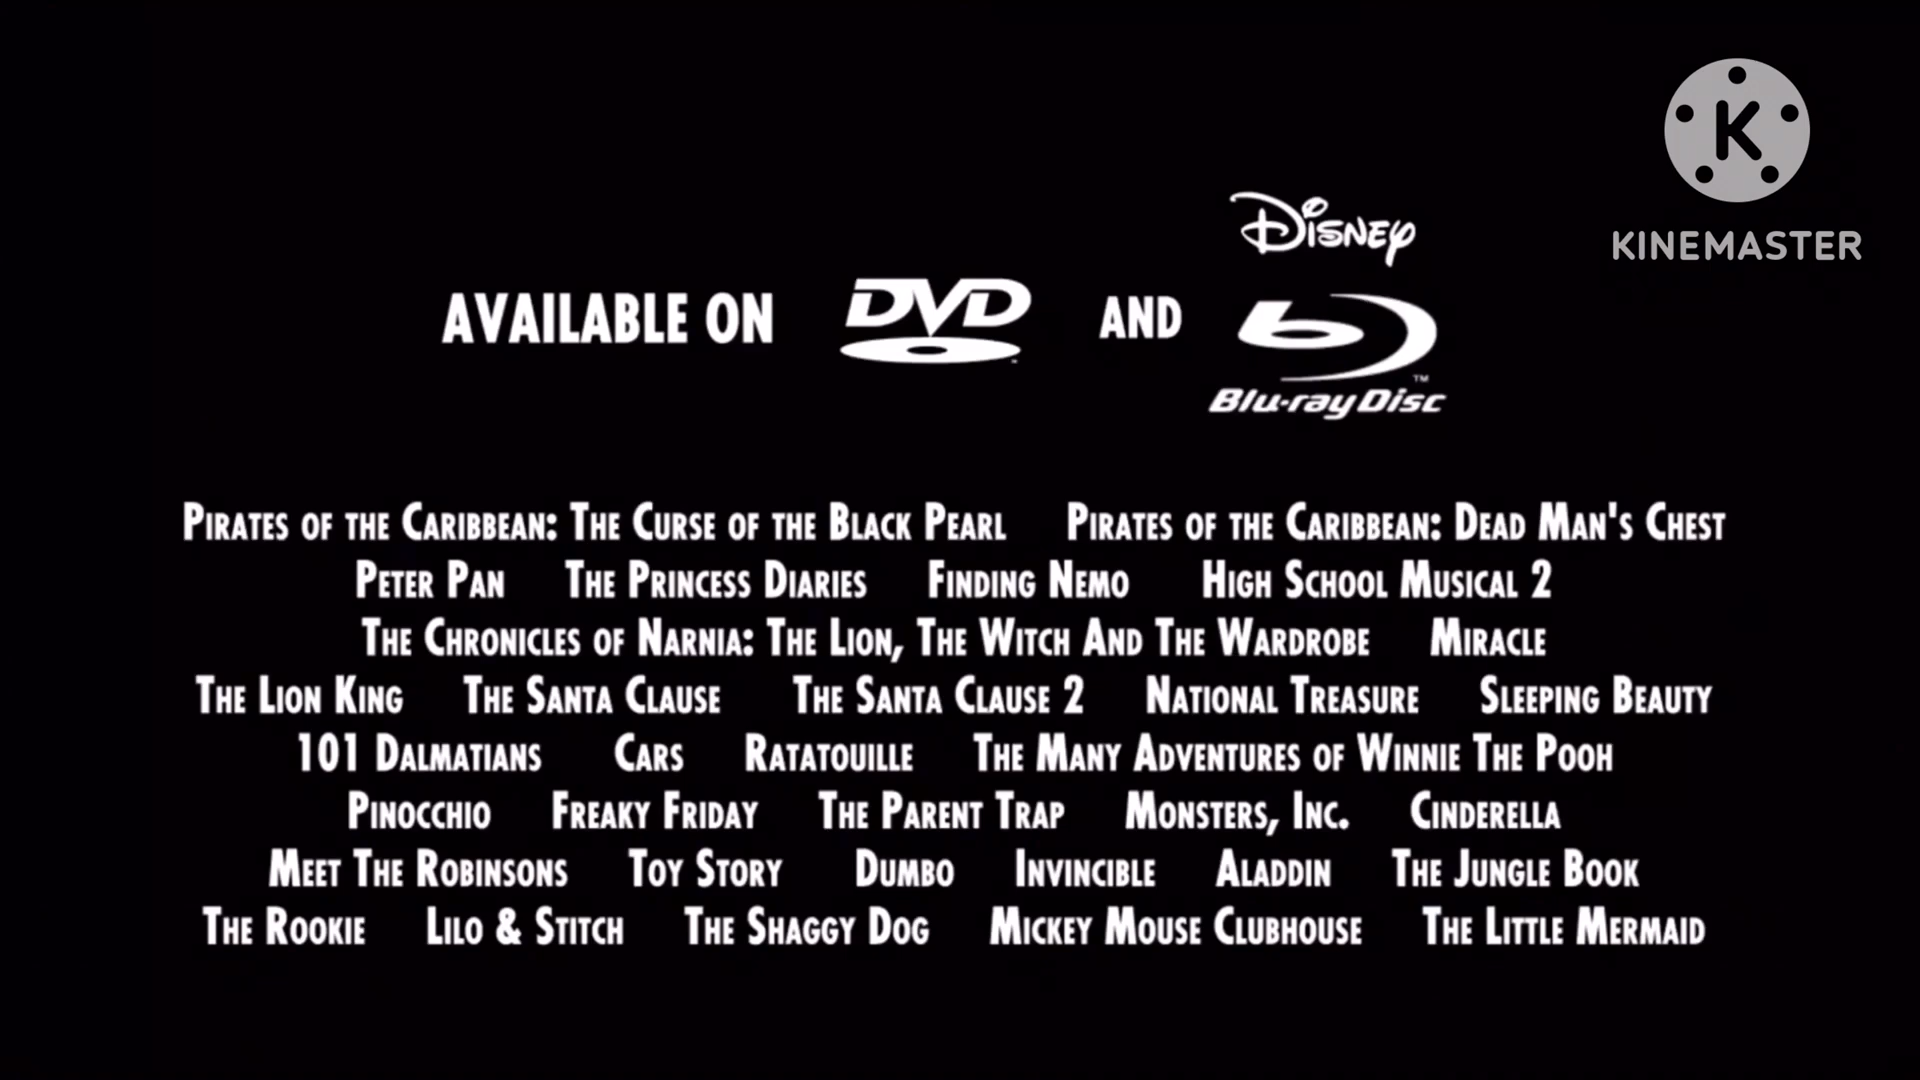 K
KINEMASTER
Disney
AVAILABLE ON DVD AND Blu-ray Disc™
PIRATES OF THE CARIBBEAN: THE CURSE OF THE BLACK PEARL PIRATES OF THE CARIBBEAN: DEAD MAN'S CHEST
PETER PAN THE PRINCESS DIARIES FINDING NEMO HIGH SCHOOL MUSICAL 2
THE CHRONICLES OF NARNIA: THE LION, THE WITCH AND THE WARDROBE MIRACLE
THE LION KING THE SANTA CLAUSE THE SANTA CLAUSE 2 NATIONAL TREASURE SLEEPING BEAUTY
101 DALMATIANS CARS RATATOUILLE THE MANY ADVENTURES OF WINNIE THE POOH
PINOCCHIO FREAKY FRIDAY THE PARENT TRAP MONSTERS, INC. CINDERELLA
MEET THE ROBINSONS TOY STORY DUMBO INVINCIBLE ALADDIN THE JUNGLE BOOK
THE ROOKIE LILO & STITCH THE SHAGGY DOG MICKEY MOUSE CLUBHOUSE THE LITTLE MERMAID